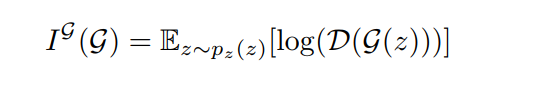 I^𝒢(𝒢) = 𝔼_{z∼p_z(z)}[log(𝒟(𝒢(z)))]